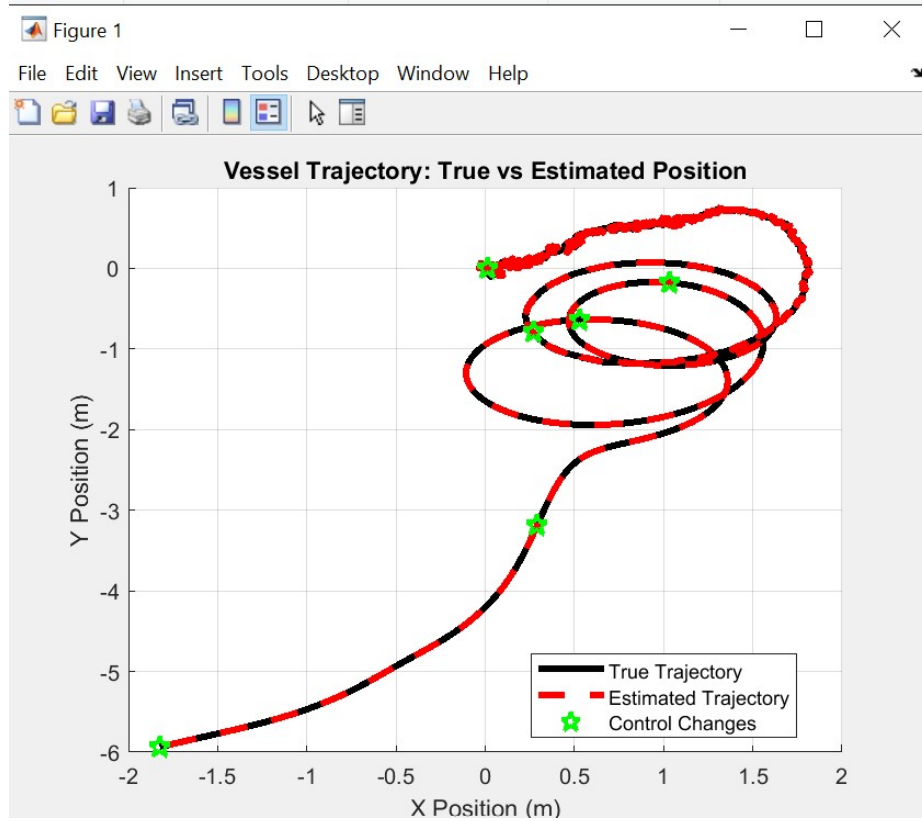 Figure 1
File Edit View Insert Tools Desktop Window Help
Vessel Trajectory: True vs Estimated Position
1
0
-1
-2
-3
-4
-5
-6
Y Position (m)
True Trajectory
Estimated Trajectory
Control Changes
-2 -1.5 -1 -0.5 0 0.5 1 1.5 2
X Position (m)